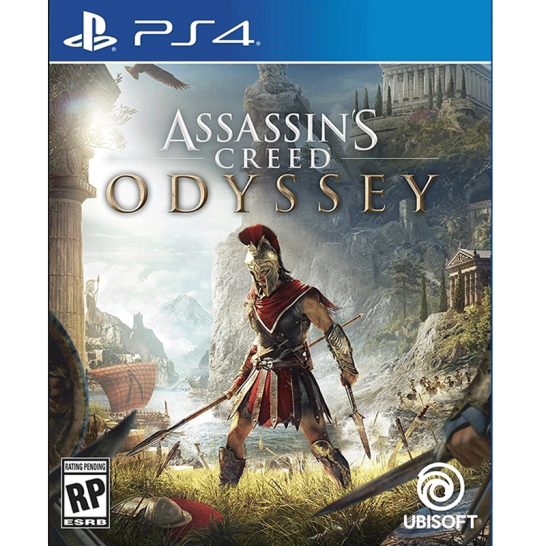 PS4
ASSASSIN'S
CREED
ODYSSEY
RATING PENDING
RP
ESRB
UBISOFT